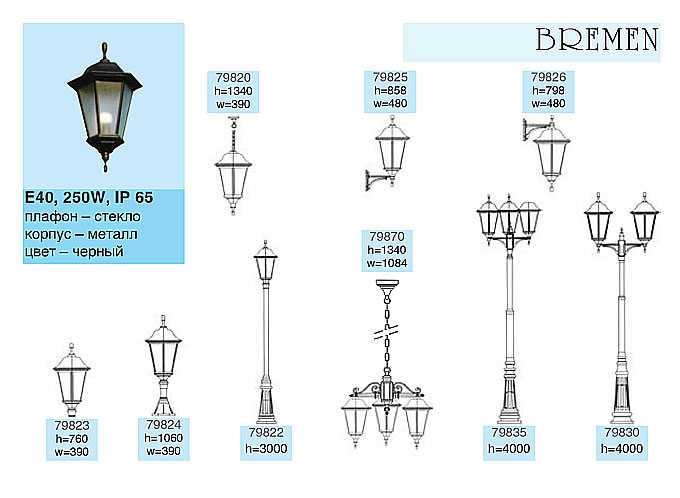 BREMEN
79820
h=1340
w=390
79825
h=858
w=480
79826
h=798
w=480
E40, 250W, IP 65
плафон – стекло
корпус – металл
цвет – черный
79870
h=1340
w=1084
79823
h=760
w=390
79824
h=1060
w=390
79822
h=3000
79835
h=4000
79830
h=4000